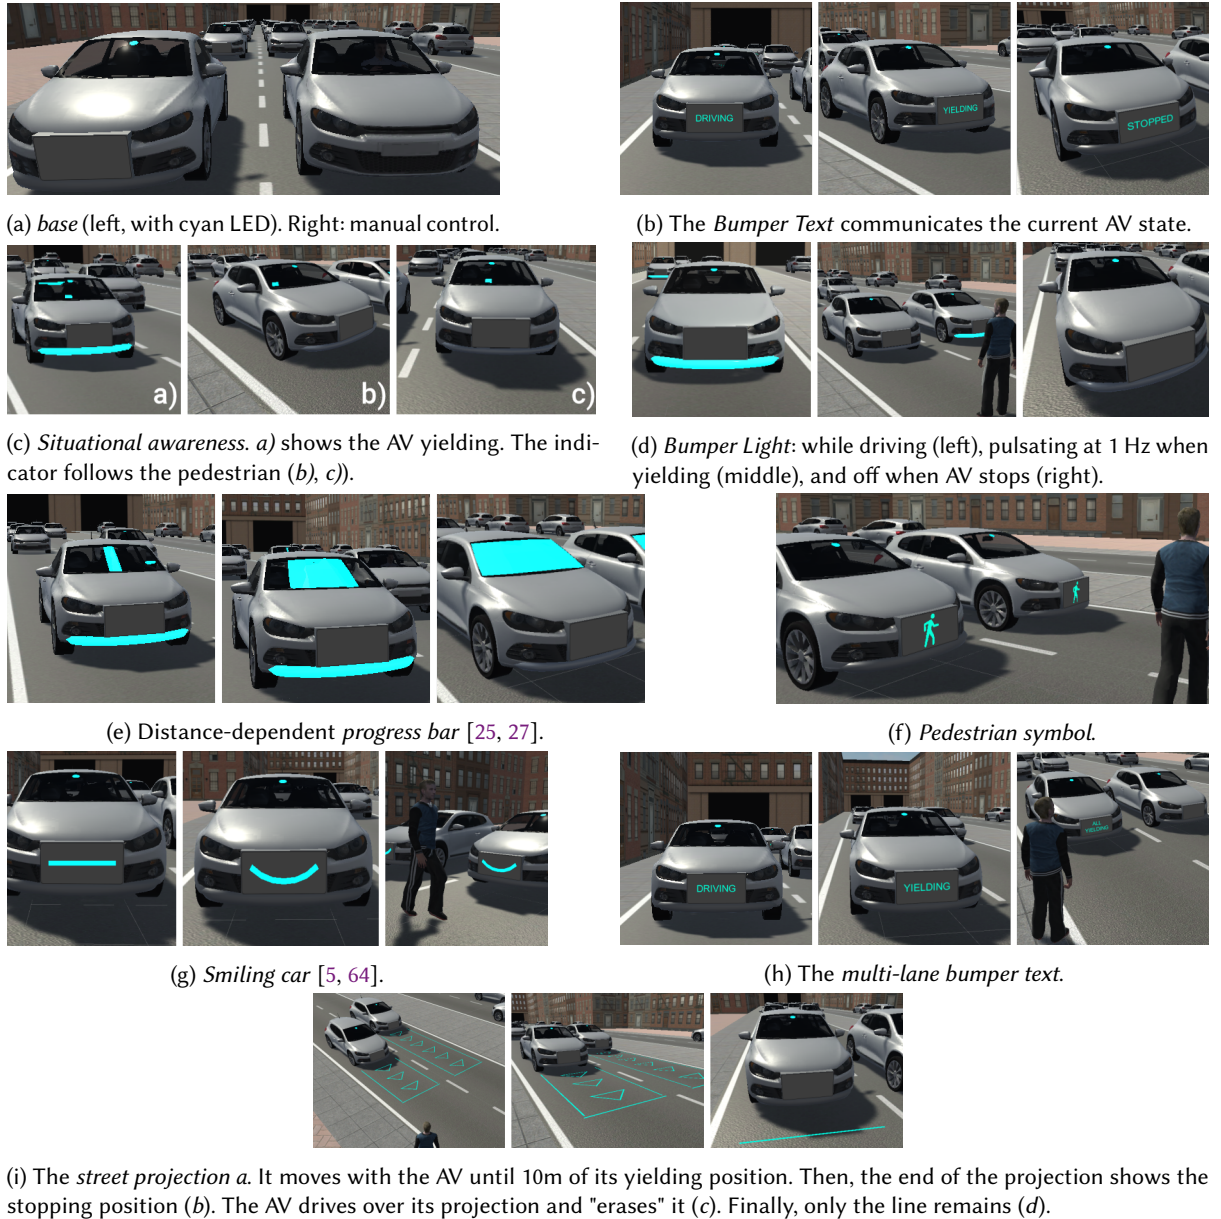 (a) base (left, with cyan LED). Right: manual control.
DRIVING
YIELDING
STOPPED
(b) The Bumper Text communicates the current AV state.
a)
b)
c)
(c) Situational awareness. a) shows the AV yielding. The indi-
cator follows the pedestrian (b), c)).
(d) Bumper Light: while driving (left), pulsating at 1 Hz when
yielding (middle), and off when AV stops (right).
(e) Distance-dependent progress bar [25, 27].
(f) Pedestrian symbol.
(g) Smiling car [5, 64].
DRIVING
YIELDING
ALL
YIELDING
(h) The multi-lane bumper text.
(i) The street projection a. It moves with the AV until 10m of its yielding position. Then, the end of the projection shows the
stopping position (b). The AV drives over its projection and "erases" it (c). Finally, only the line remains (d).